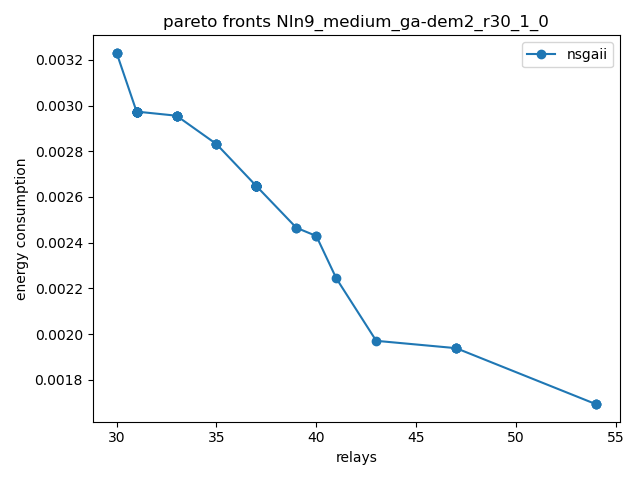 pareto fronts NIn9_medium_ga-dem2_r30_1_0
nsgaii
energy consumption
0.0032
0.0030
0.0028
0.0026
0.0024
0.0022
0.0020
0.0018
30 35 40 45 50 55
relays